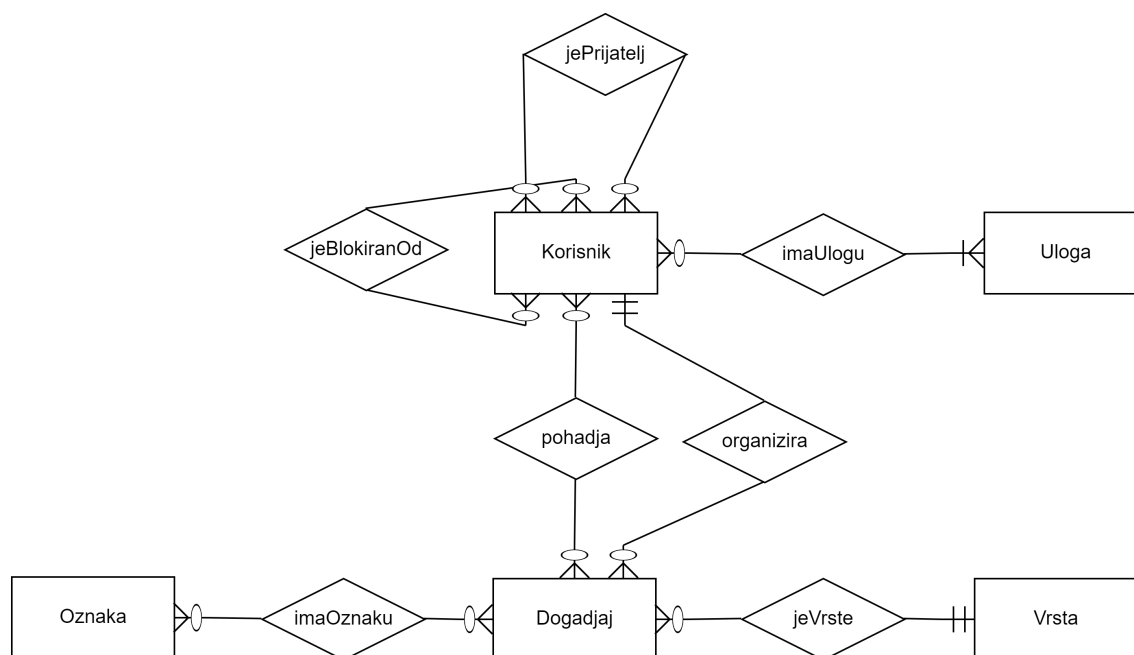 jePrijatelj
jeBlokiranOd
Korisnik
imaUlogu
Uloga
pohadja
organizira
Oznaka
imaOznaku
Dogadjaj
jeVrste
Vrsta